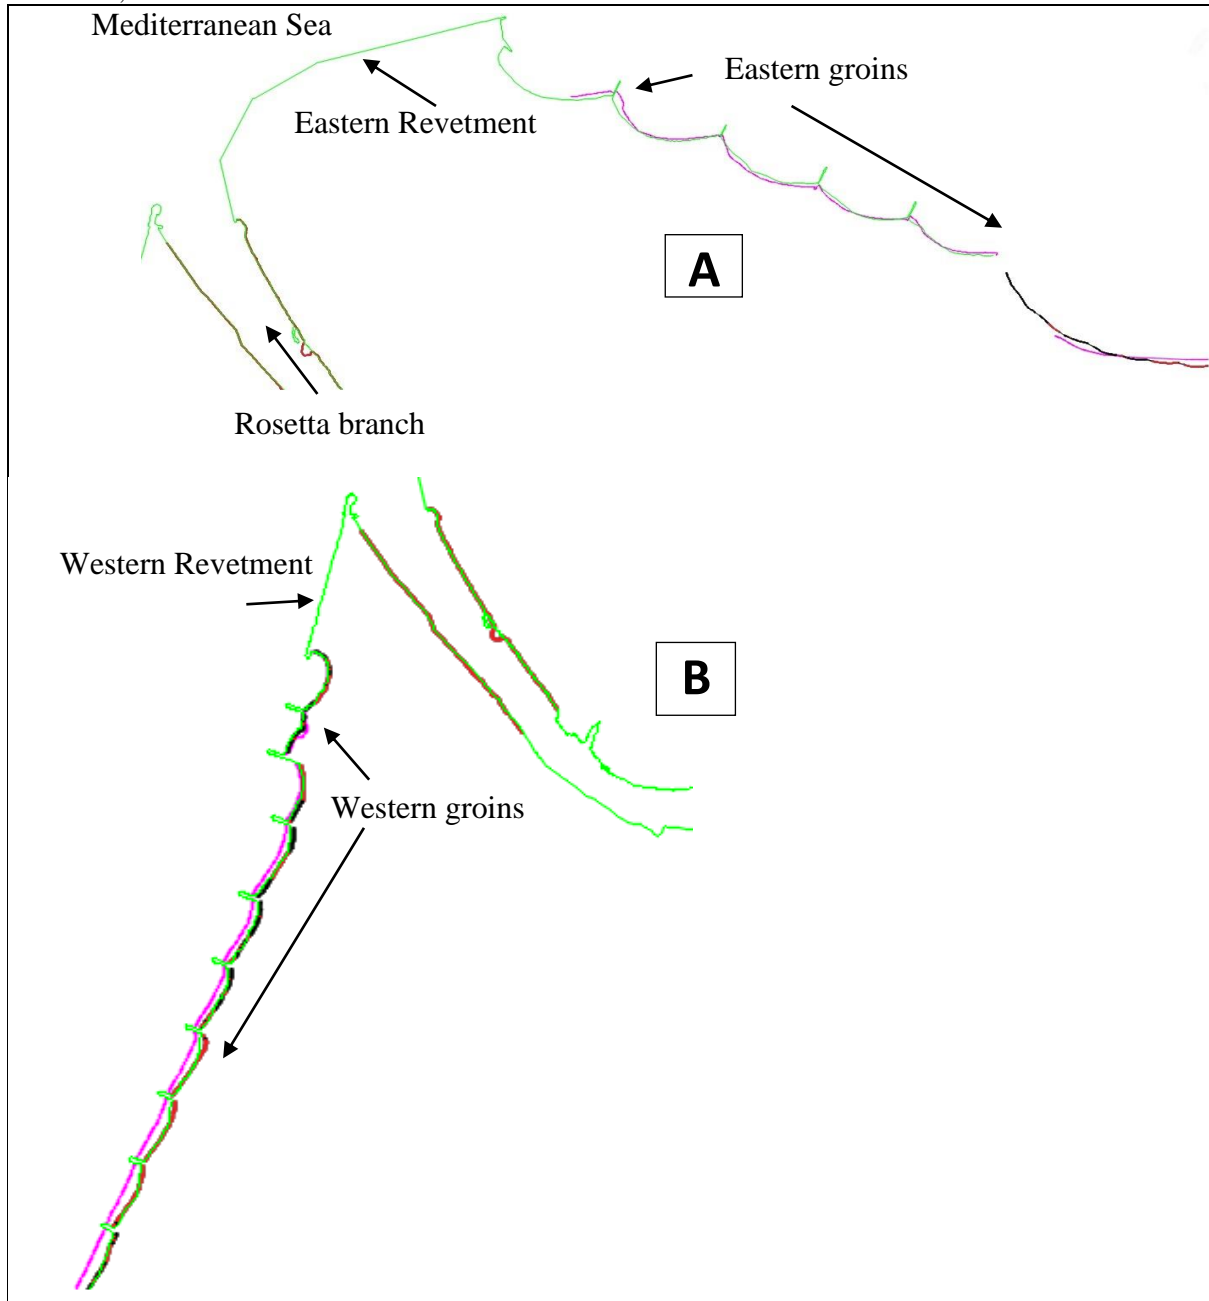 Mediterranean Sea
Eastern groins
Eastern Revetment
A
Rosetta branch
Western Revetment
B
Western groins